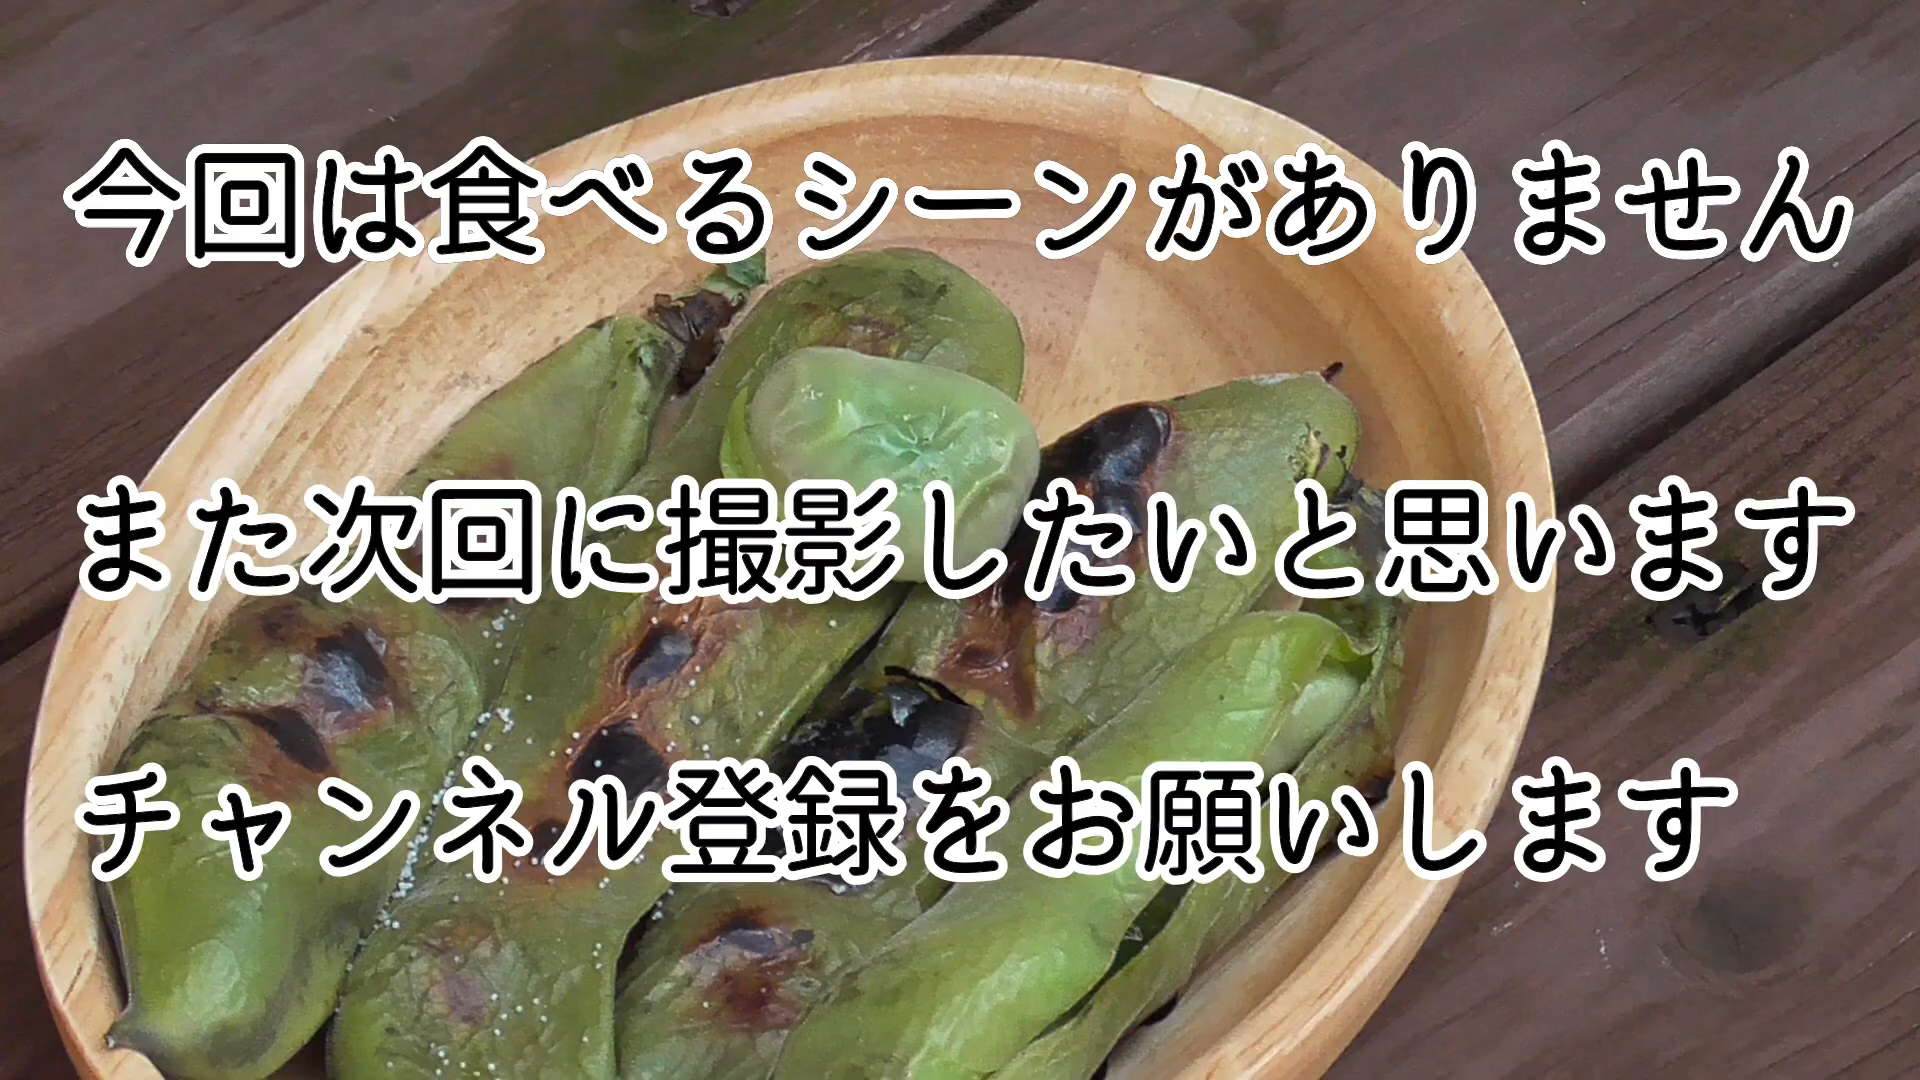 今回は食べるシーンがありません
また次回に撮影したいと思います
チャンネル登録をお願いします